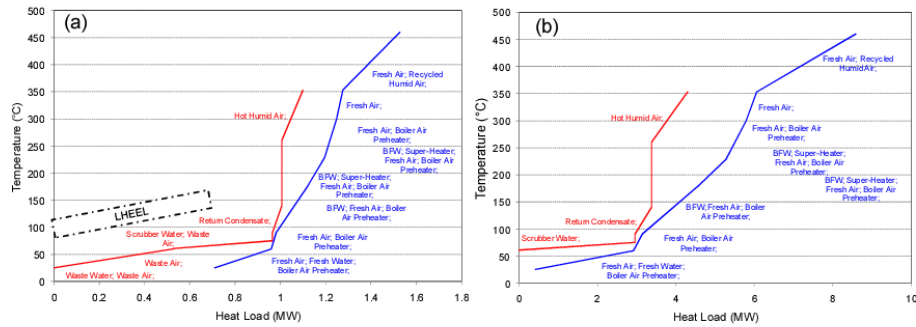 (a)
500
450
400
350
300
250
200
150
100
50
0
Temperature (°C)
Fresh Air; Recycled
Humid Air;
Hot Humid Air;
Fresh Air;
Fresh Air; Boiler Air
Preheater;
BFW; Super-Heater;
Fresh Air; Boiler Air
Preheater;
BFW; Super-Heater;
Fresh Air; Boiler Air
Preheater;
LHEEL
BFW; Fresh Air; Boiler
Air Preheater;
Return Condensate;
Scrubber Water; Waste
Air;
Fresh Air; Boiler Air
Preheater;
Waste Air;
Fresh Air; Fresh Water;
Boiler Air Preheater;
Waste Water; Waste Air;
0 0.2 0.4 0.6 0.8 1 1.2 1.4 1.6 1.8
Heat Load (MW)
(b)
500
450
400
350
300
250
200
150
100
50
0
Temperature (°C)
Fresh Air; Recycled
Humid Air;
Hot Humid Air;
Fresh Air;
Fresh Air; Boiler Air
Preheater;
BFW; Super-Heater;
Fresh Air; Boiler Air
Preheater;
BFW; Super-Heater;
Fresh Air; Boiler Air
Preheater;
BFW; Fresh Air; Boiler
Air Preheater;
Return Condensate;
Scrubber Water;
Fresh Air; Boiler Air
Preheater;
Fresh Air; Fresh Water;
Boiler Air Preheater;
0 2 4 6 8 10
Heat Load (MW)